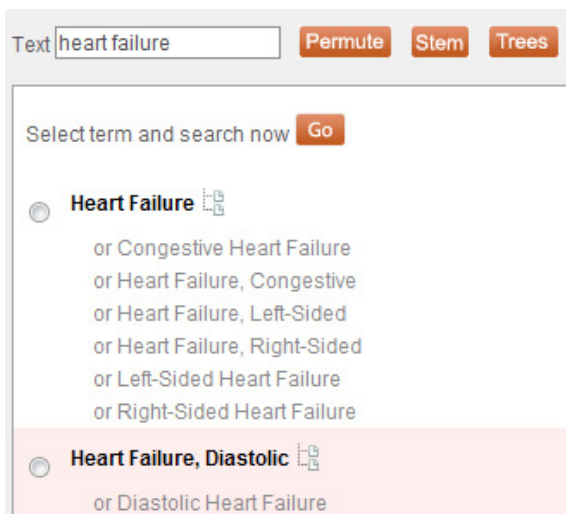 Text heart failure Permute Stem Trees
Select term and search now Go
Heart Failure
or Congestive Heart Failure
or Heart Failure, Congestive
or Heart Failure, Left-Sided
or Heart Failure, Right-Sided
or Left-Sided Heart Failure
or Right-Sided Heart Failure
Heart Failure, Diastolic
or Diastolic Heart Failure